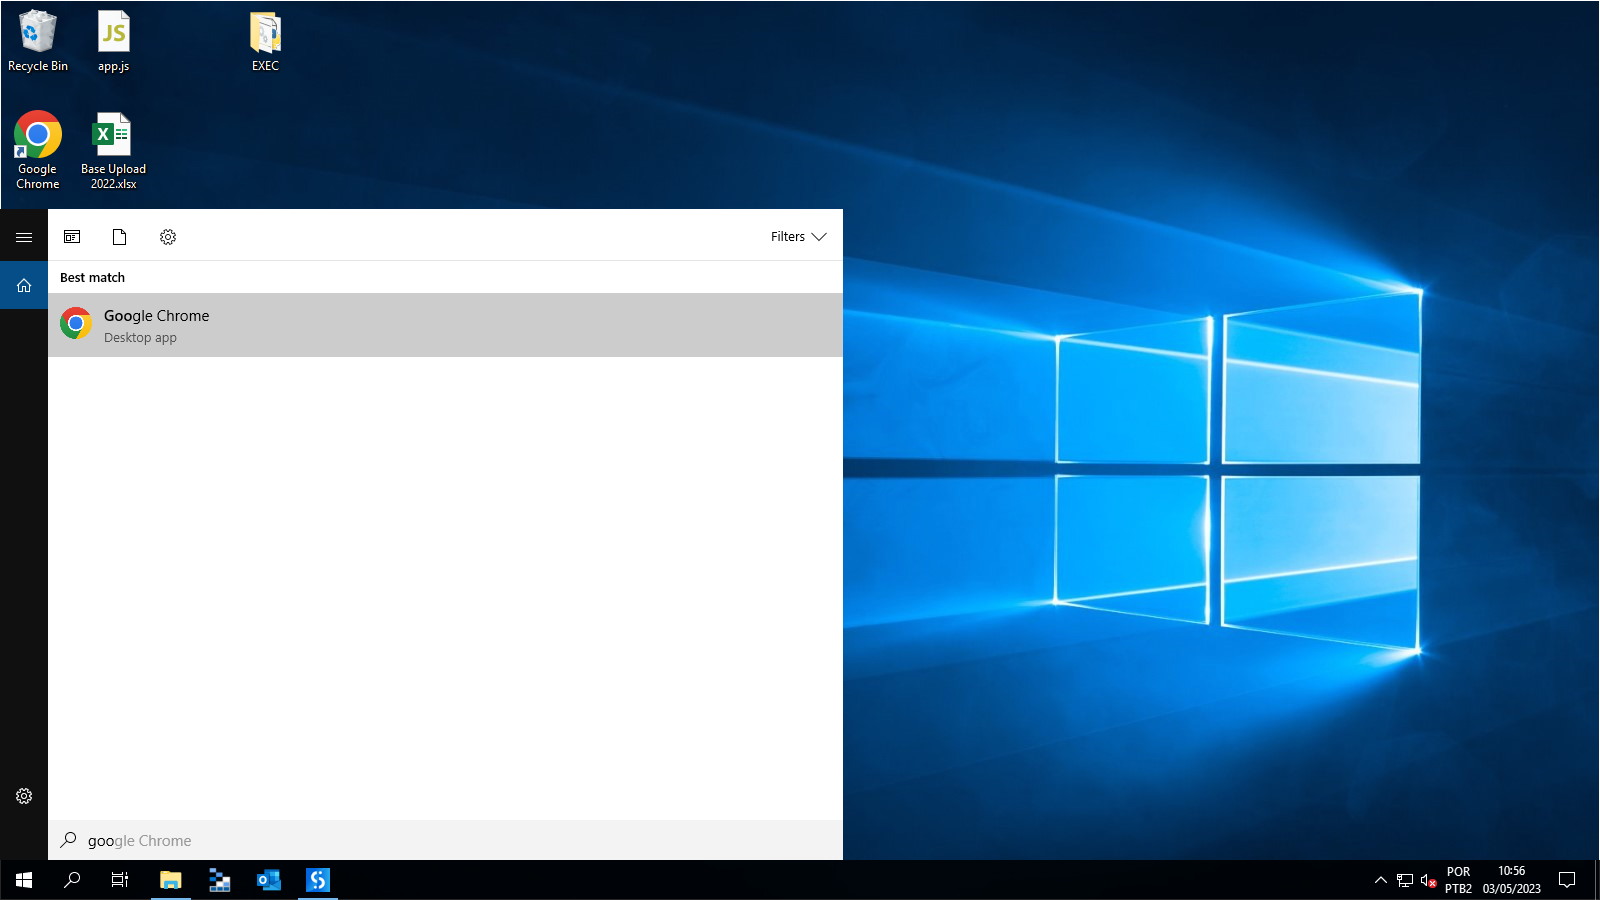 Recycle Bin
app.js
EXEC
Google
Chrome
Base Upload
2022.xlsx
Filters
Best match
Google Chrome
Desktop app
google Chrome
POR
PTB2
10:56
03/05/2023